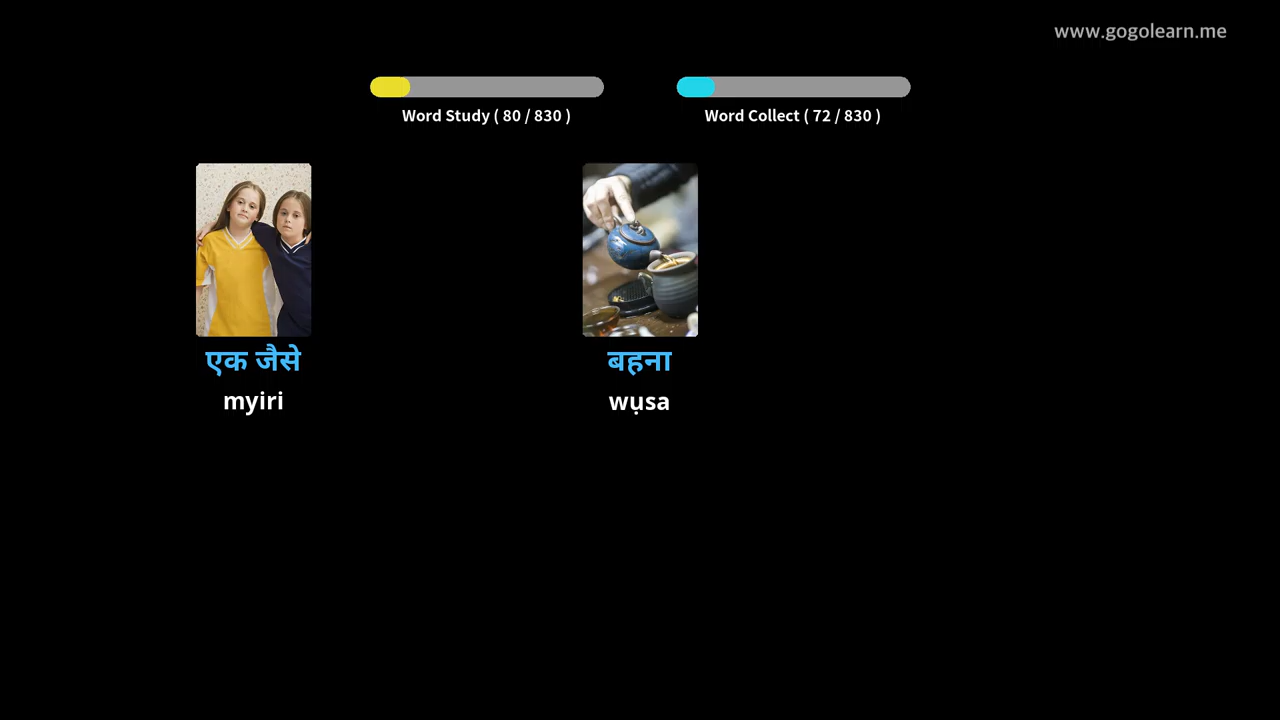 www.gogolearn.me
Word Study ( 80 / 830 )
Word Collect ( 72 / 830 )
एक जैसे
myiri
बहना
wụsa